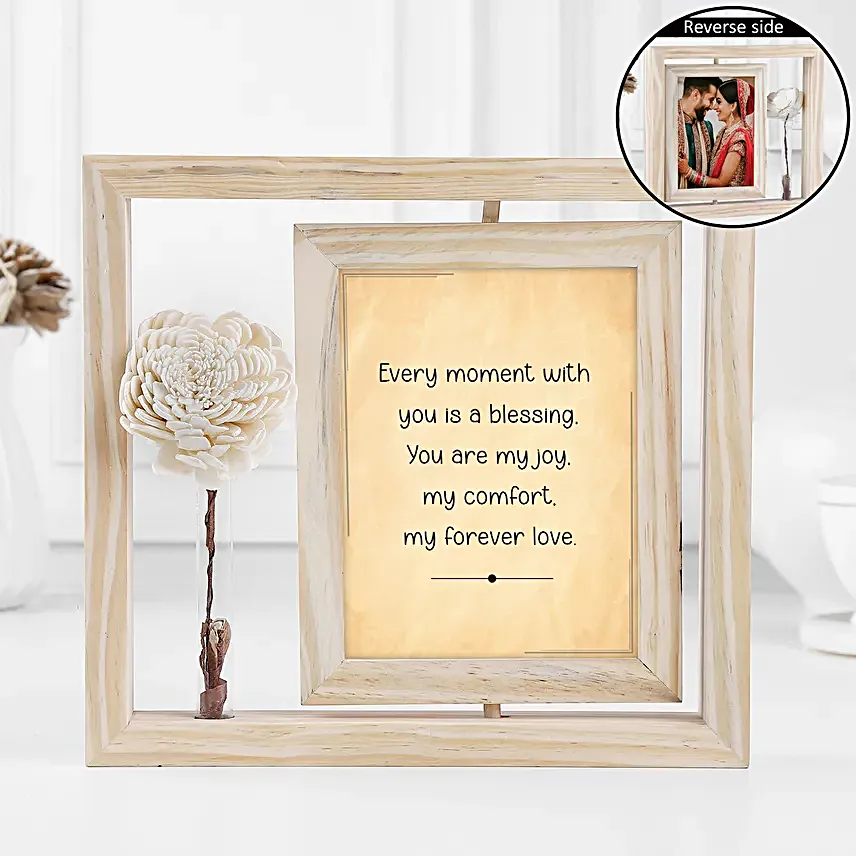 Reverse side
Every moment with
you is a blessing.
You are my joy,
my comfort,
my forever love.